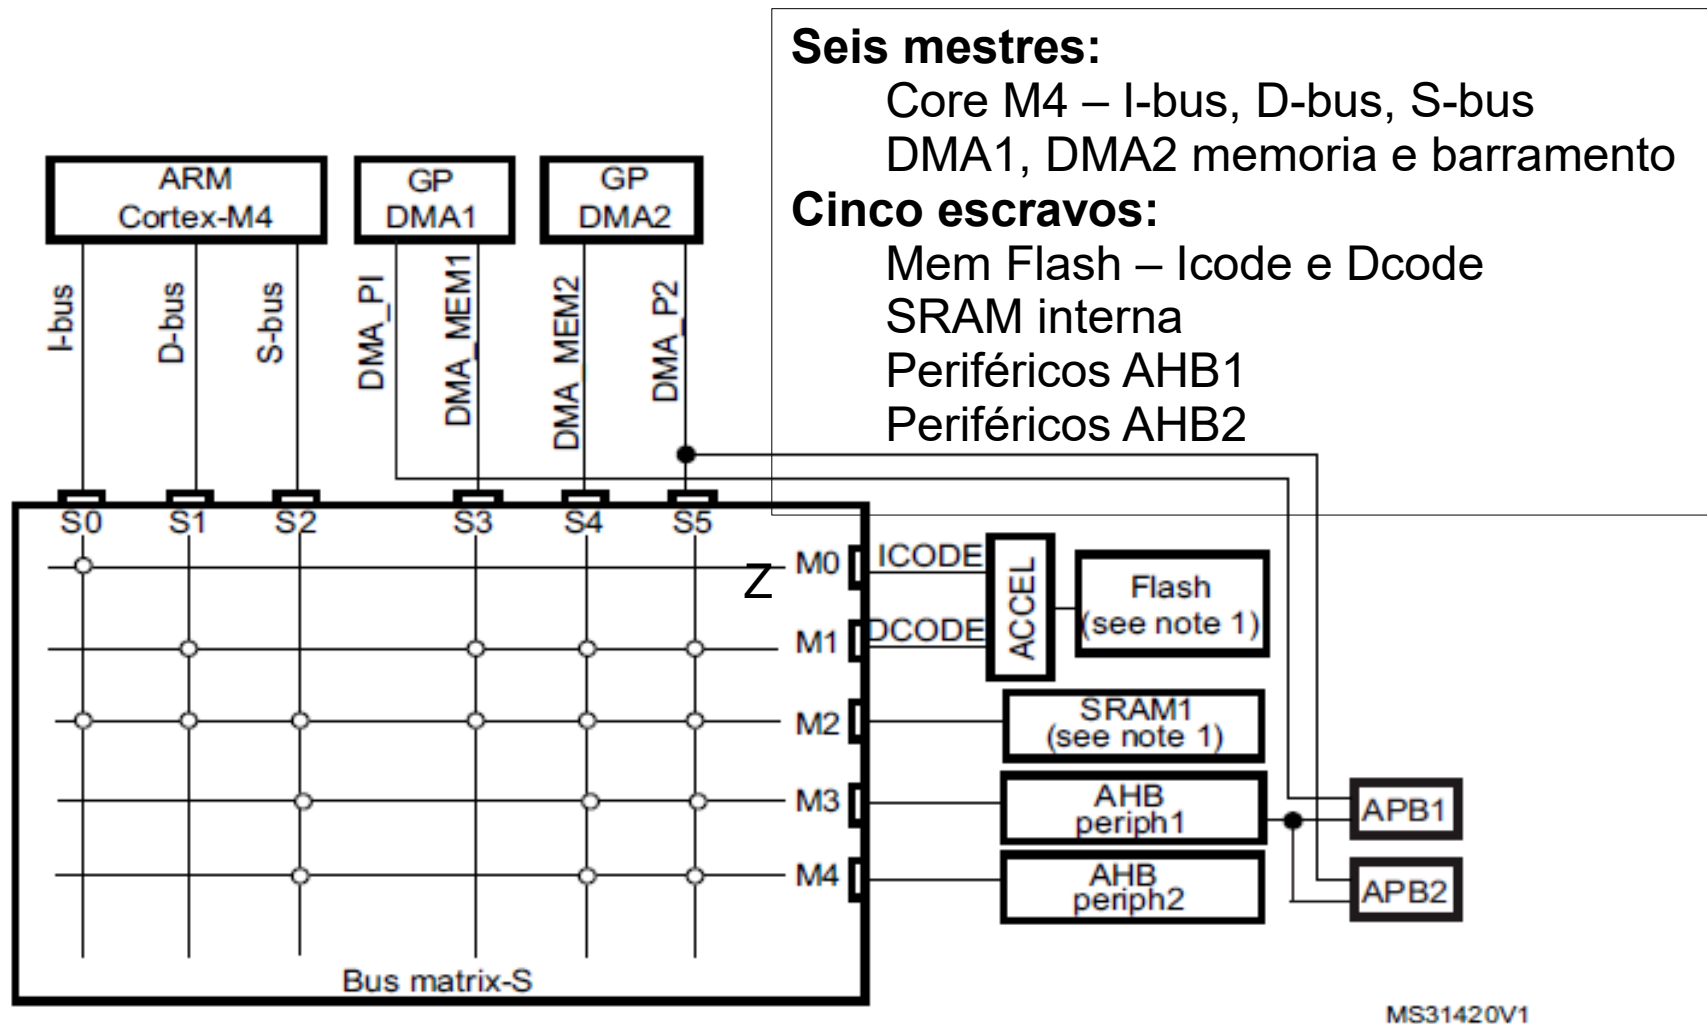 Seis mestres:
Core M4 – I-bus, D-bus, S-bus
DMA1, DMA2 memoria e barramento
Cinco escravos:
Mem Flash – Icode e Dcode
SRAM interna
Periféricos AHB1
Periféricos AHB2
ARM
Cortex-M4
GP
DMA1
GP
DMA2
I-bus
D-bus
S-bus
DMA_PI
DMA_MEM1
DMA_MEM2
DMA_P2
S0
S1
S2
S3
S4
S5
Z
M0
ICODE
M1
DCODE
ACCEL
Flash
(see note 1)
M2
SRAM1
(see note 1)
M3
AHB
periph1
APB1
M4
AHB
periph2
APB2
Bus matrix-S
MS31420V1